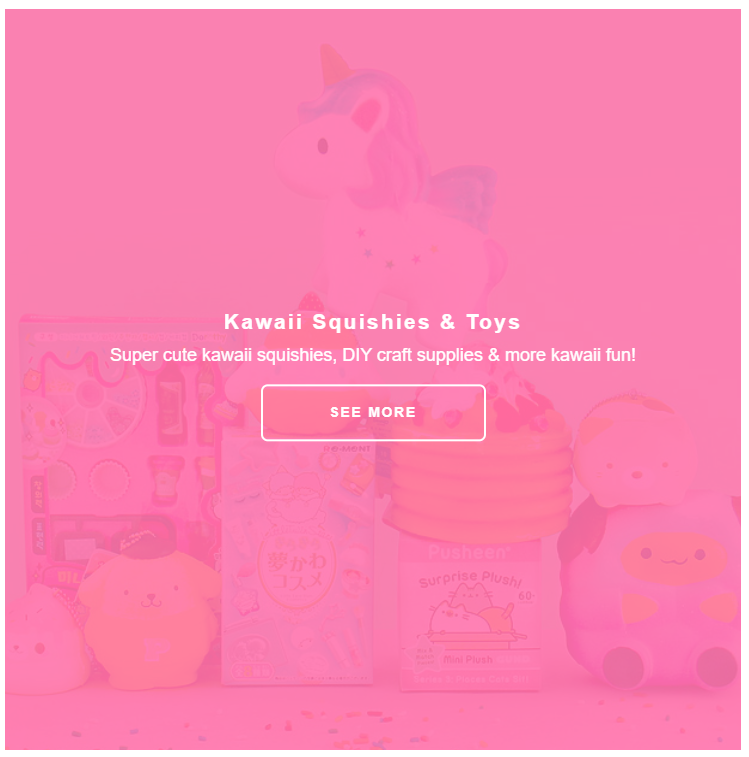 Kawaii Squishies & Toys
Super cute kawaii squishies, DIY craft supplies & more kawaii fun!
SEE MORE
Re-MeNT
夢かわ
コスメ
Pusheen
Surprise Plush!
Mini Plush